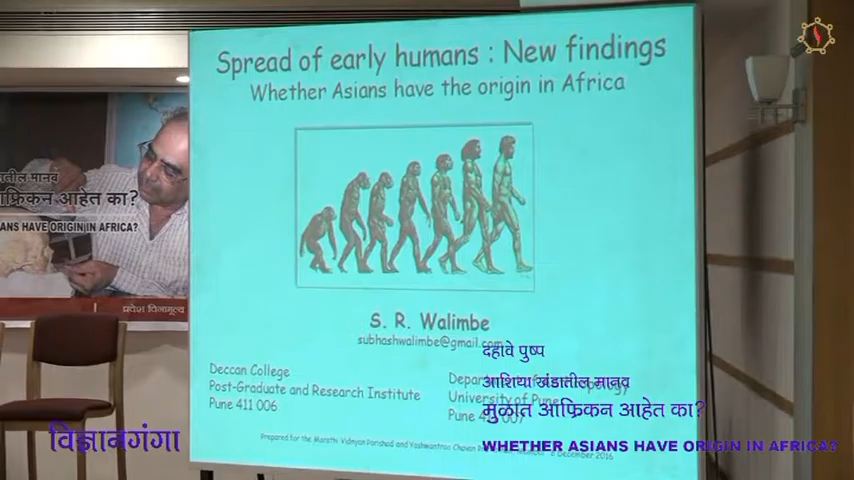 Spread of early humans : New findings
Whether Asians have the origin in Africa
S. R. Walimbe
subhashwalimbe@gmail.com
Deccan College
Post-Graduate and Research Institute
Pune 411 006
University of Pune
Pune 411 007
Prepared for the Marathi Vidnyan Parishad and Yashwantrao Chavan
December 2016
दहावे पुष्प
आशिया खंडातील मानव
मुळात आफ्रिकन आहेत का?
WHETHER ASIANS HAVE ORIGIN IN AFRICA?
विज्ञानगंगा
तील मानव
आफ्रिकन आहेत का?
ANS HAVE ORIGIN IN AFRICA?
प्रवेश विनामूल्य